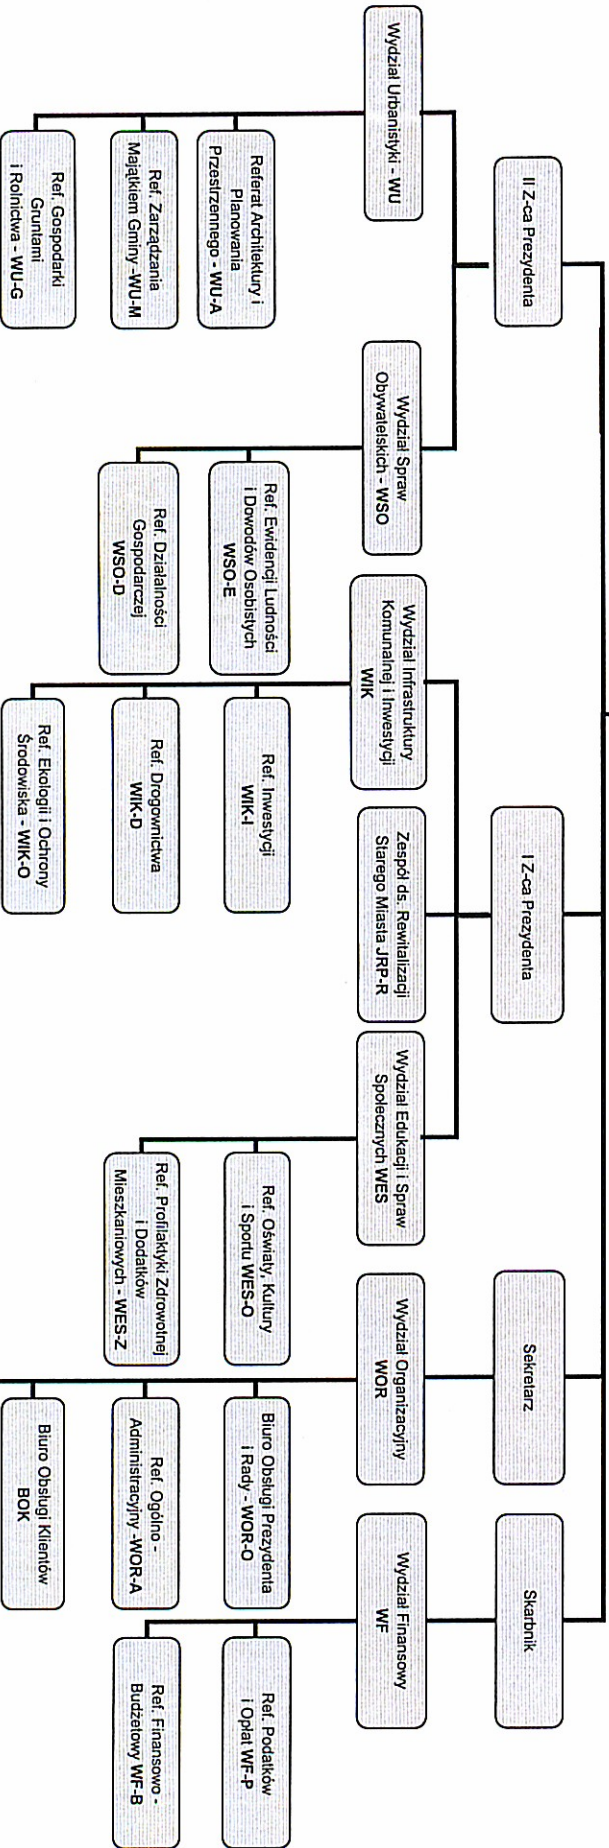 II Z-ca Prezydenta
I Z-ca Prezydenta
Sekretarz
Skarbnik
Wydział Urbanistyki - WU
Wydział Spraw
Obywatelskich - WSO
Wydział Infrastruktury
Komunalnej i Inwestycji
WIK
Zespół ds. Rewitalizacji
Starego Miasta JRP-R
Wydział Edukacji i Spraw
Społecznych WES
Wydział Organizacyjny
WOR
Wydział Finansowy
WF
Referat Architektury i
Planowania
Przestrzennego - WU-A
Ref. Zarządzania
Majątkiem Gminy -WU-M
Ref. Gospodarki
Gruntami
i Rolnictwa - WU-G
Ref. Ewidencji Ludności
i Dowodów Osobistych
WSO-E
Ref. Działalności
Gospodarczej
WSO-D
Ref. Inwestycji
WIK-I
Ref. Drogownictwa
WIK-D
Ref. Ekologii i Ochrony
Środowiska - WIK-O
Ref. Oświaty, Kultury
i Sportu WES-O
Ref. Profilaktyki Zdrowotnej
i Dodatków
Mieszkaniowych - WES-Z
Biuro Obsługi Prezydenta
i Rady - WOR-O
Ref. Ogólno -
Administracyjny -WOR-A
Biuro Obsługi Klientów
BOK
Ref. Podatków
i Opłat WF-P
Ref. Finansowo -
Budżetowy WF-B